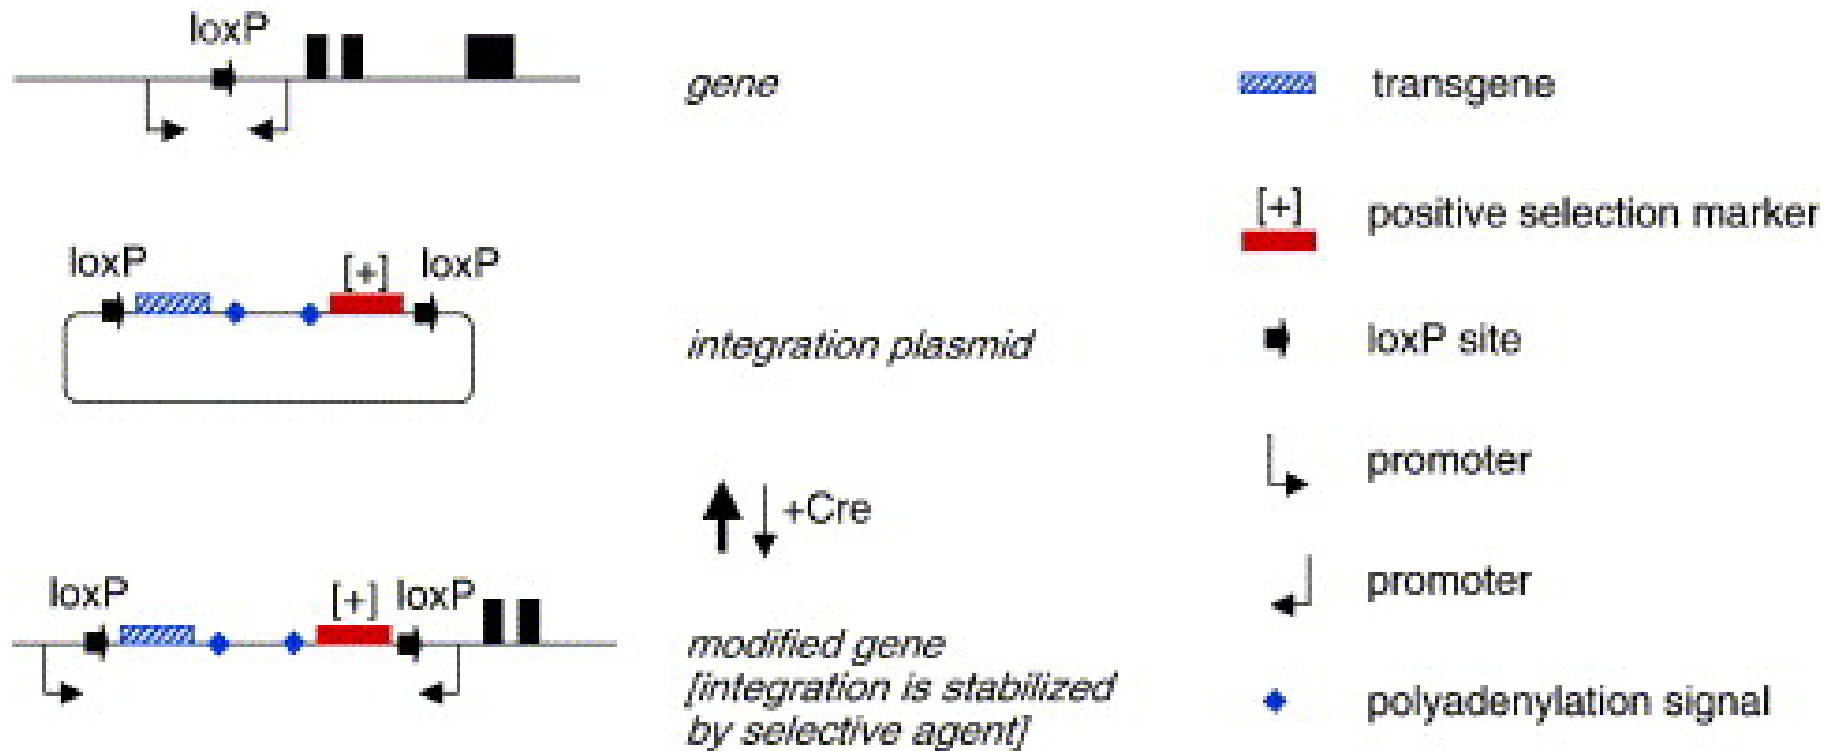 loxP
gene
transgene
[+]
positive selection marker
loxP [+] loxP
integration plasmid
loxP site
promoter
+Cre
promoter
loxP [+] loxP
modified gene
[integration is stabilized
by selective agent]
polyadenylation signal